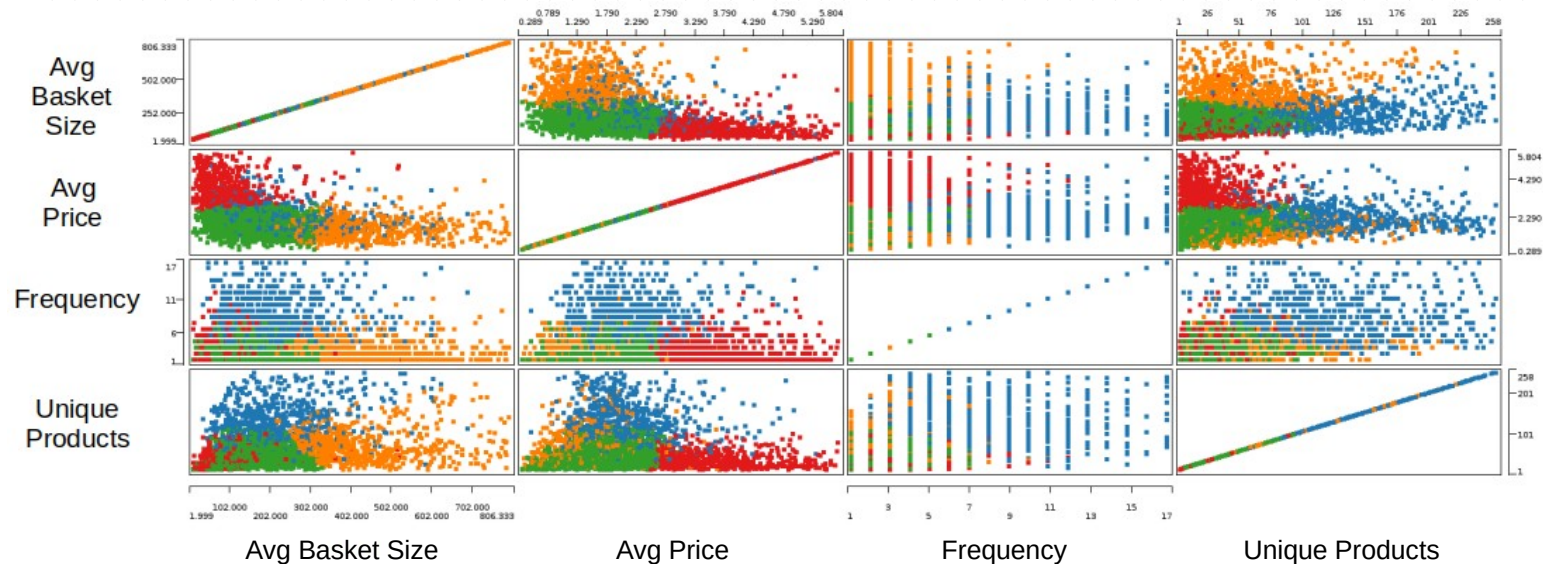 0.789 1.790 2.790 3.790 4.790 5.804
0.289 1.290 2.290 3.290 4.290 5.290
26 76 126 176 226
1 51 101 151 201 258
Avg
Basket
Size
806.333
502.000
252.000
1.999
Avg
Price
5.804
4.290
2.290
0.289
Frequency
17
11
6
1
Unique
Products
258
201
101
1
102.000 302.000 502.000 702.000
1.999 202.000 402.000 602.000 806.333
3 7 11 15
1 5 9 13 17
Avg Basket Size
Avg Price
Frequency
Unique Products